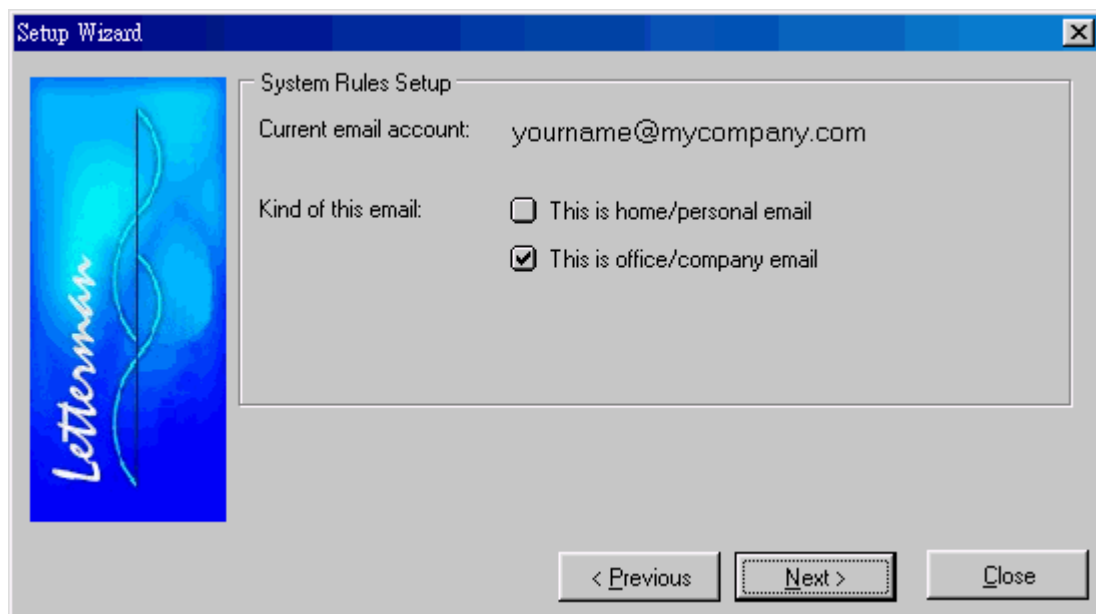 Setup Wizard
System Rules Setup
Current email account: yourname@mycompany.com
Kind of this email: This is home/personal email
This is office/company email
Letterman
< Previous Next > Close